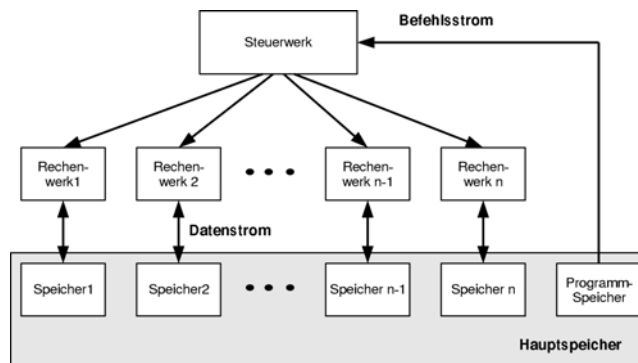 Befehlsstrom
Steuerwerk
Rechen-
werk1
Rechen-
werk 2
Rechen-
werk n-1
Rechen-
werk n
Datenstrom
Speicher1
Speicher2
Speicher n-1
Speicher n
Programm-
Speicher
Hauptspeicher